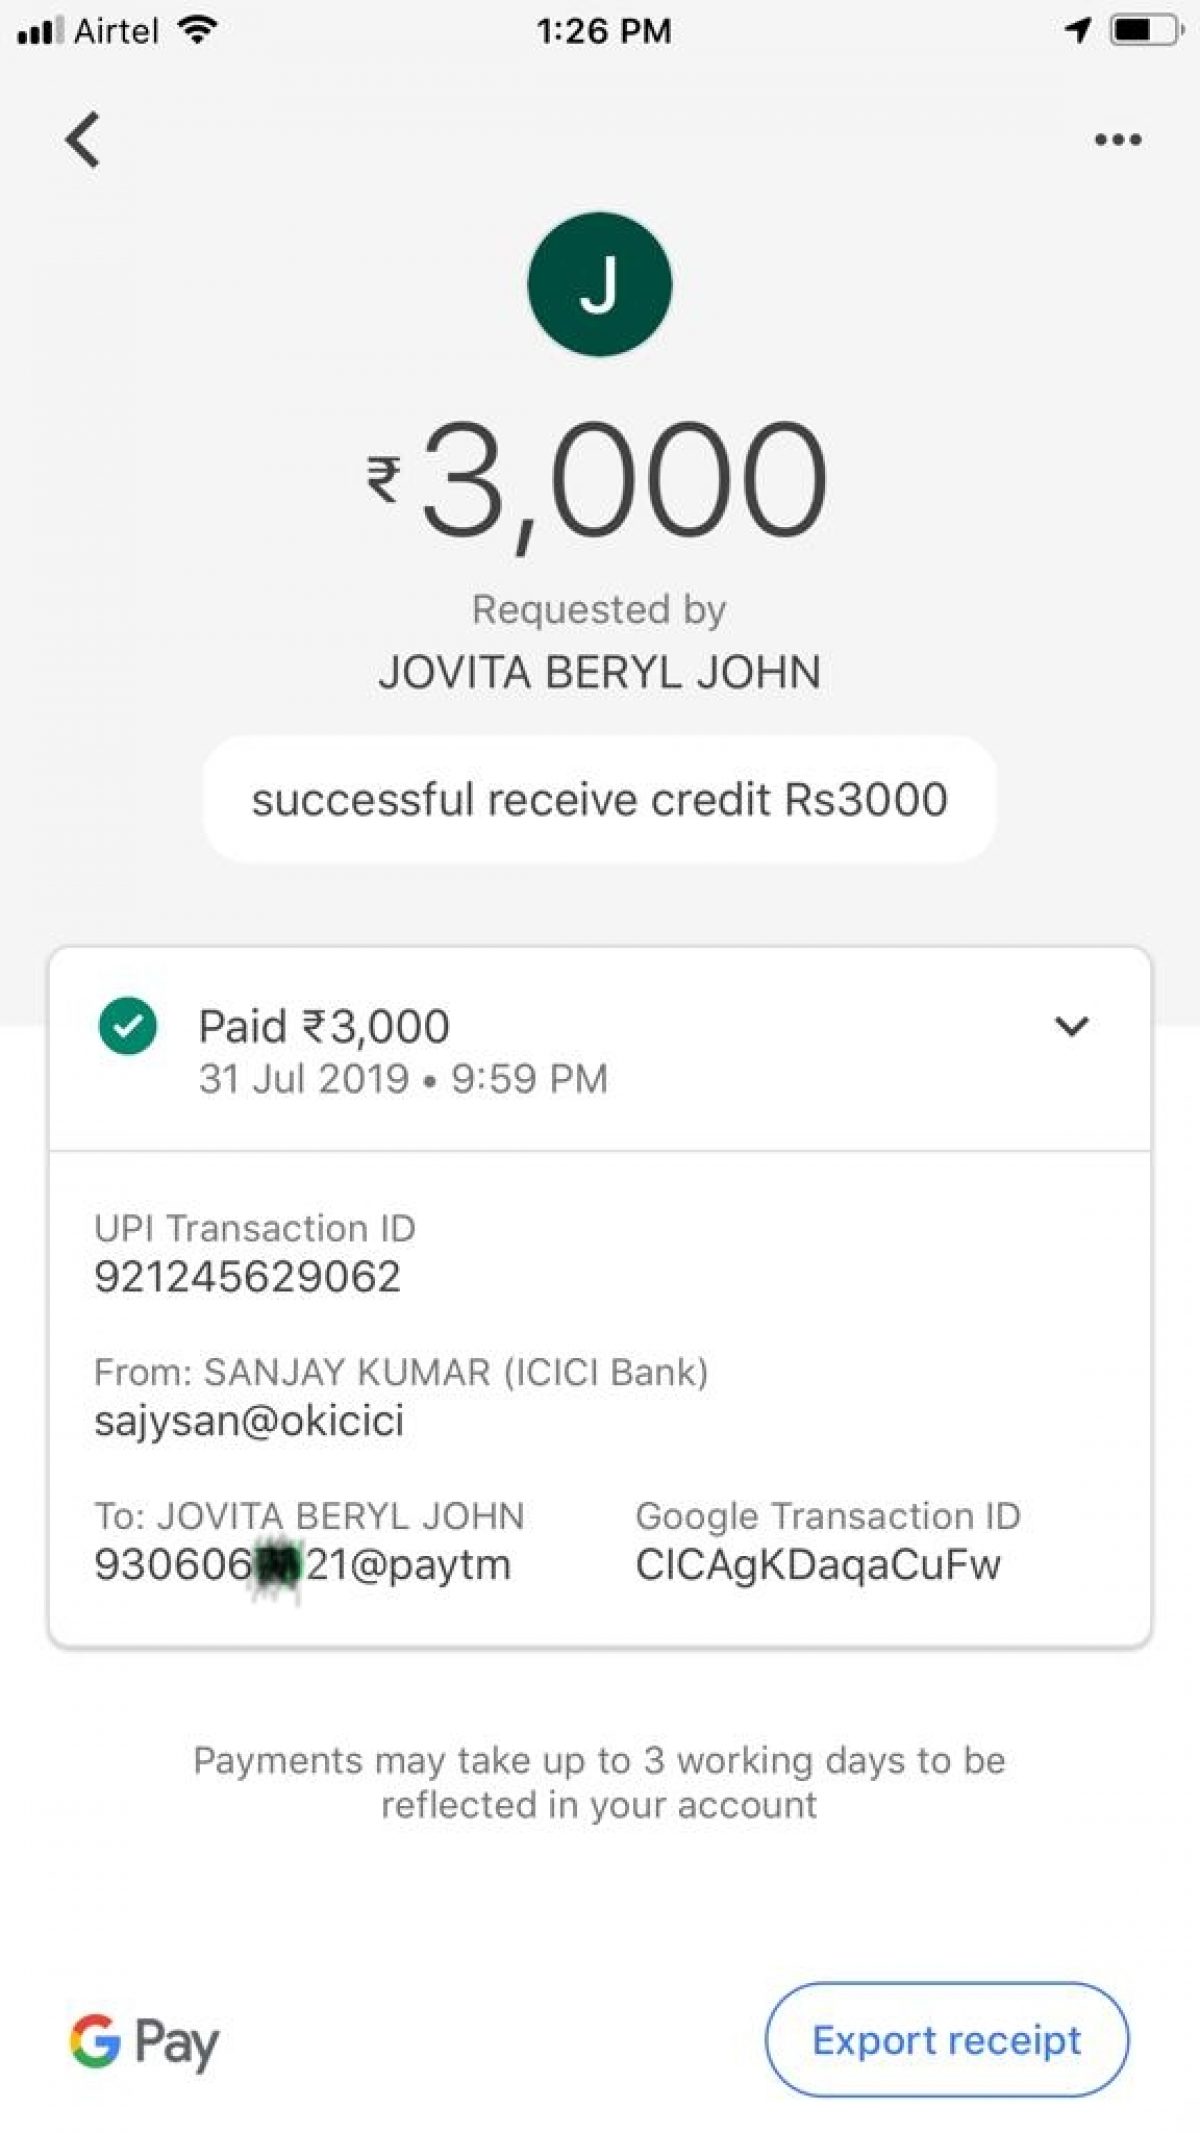 Airtel 1:26 PM
J
₹3,000
Requested by
JOVITA BERYL JOHN
successful receive credit Rs3000
Paid ₹3,000
31 Jul 2019 • 9:59 PM
UPI Transaction ID
921245629062
From: SANJAY KUMAR (ICICI Bank)
sajysan@okicici
To: JOVITA BERYL JOHN
930606 21@paytm
Google Transaction ID
CICAgKDaqaCuFw
Payments may take up to 3 working days to be
reflected in your account
G Pay
Export receipt